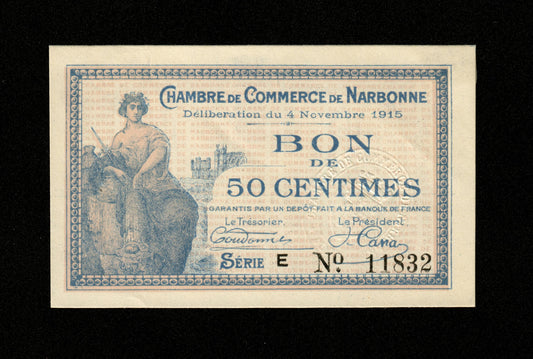 CHAMBRE DE COMMERCE DE NARBONNE
Délibération du 4 Novembre 1915
BON
DE
50 CENTIMES
GARANTIS PAR UN DÉPÔT FAIT A LA BANQUE DE FRANCE
Le Trésorier. Le Président
SÉRIE E Nº 11832